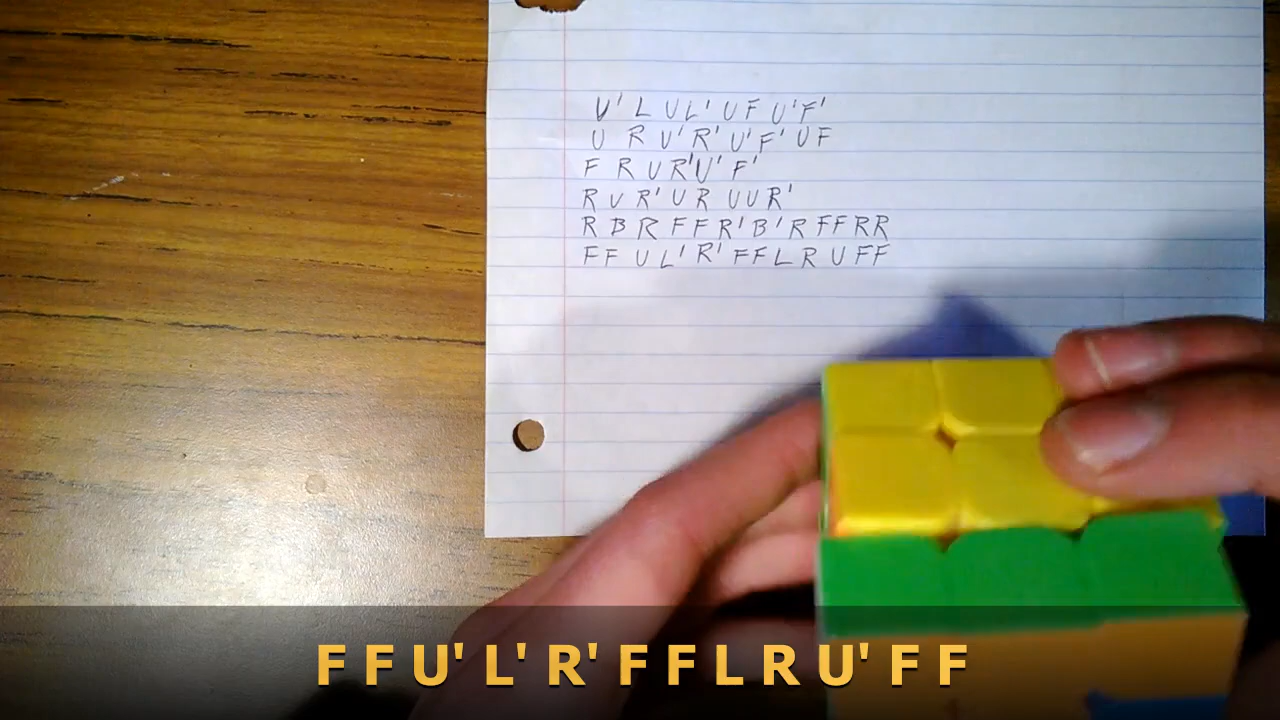 U' L U L' U F U' F'
U R U' R' U' F' U F
F R U R' U' F'
R U R' U R U U R'
R B R F F R' B' R F F R R
F F U L' R' F F L R U F F
F F U' L' R' F F L R U' F F